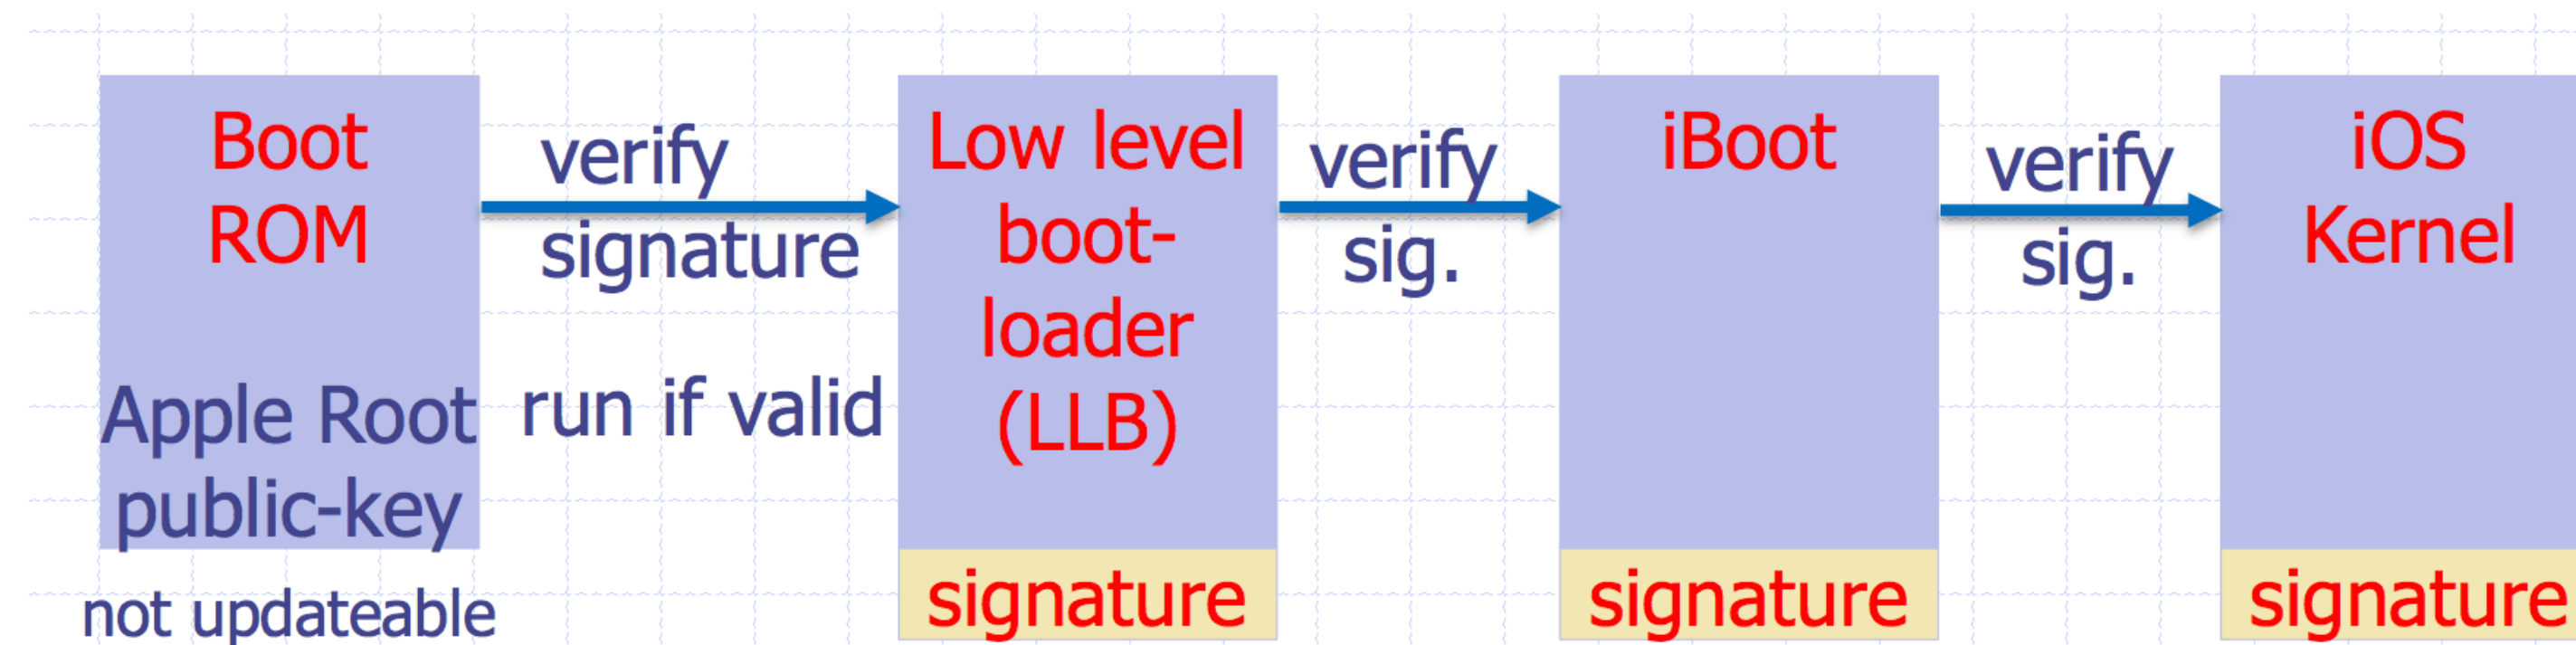 Boot
ROM
Apple Root
public-key
not updateable
verify
signature
run if valid
Low level
boot-
loader
(LLB)
signature
verify
sig.
iBoot
signature
verify
sig.
iOS
Kernel
signature